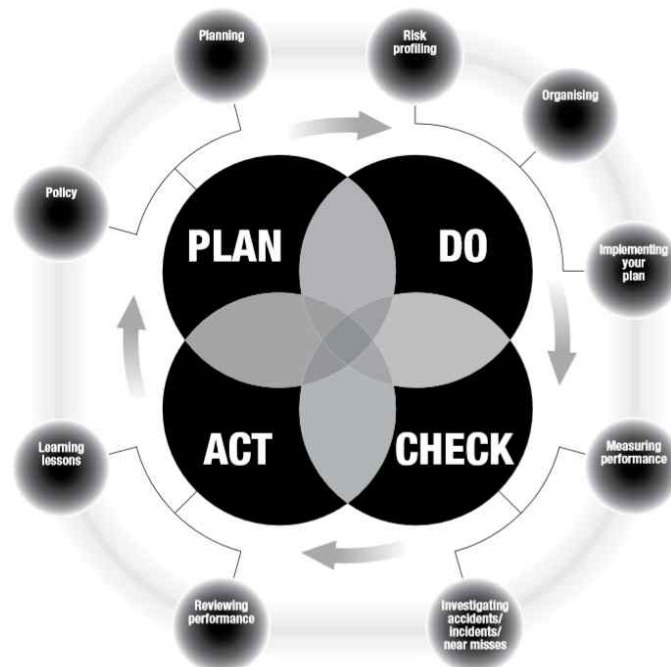 Planning
Risk
profiling
Organising
Policy
PLAN
DO
Implementing
your
plan
ACT
CHECK
Learning
lessons
Measuring
performance
Reviewing
performance
Investigating
accidents/
incidents/
near misses